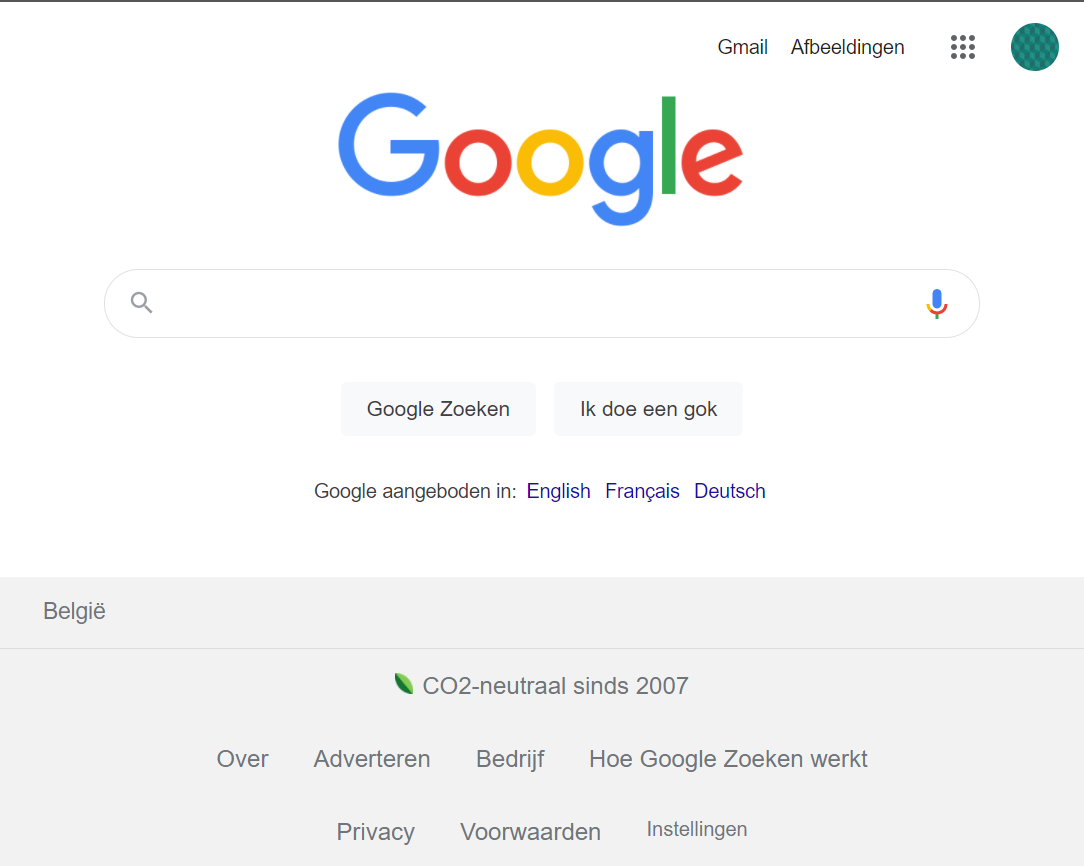 Gmail Afbeeldingen
Google
Google Zoeken Ik doe een gok
Google aangeboden in: English Français Deutsch
België
CO2-neutraal sinds 2007
Over Adverteren Bedrijf Hoe Google Zoeken werkt
Privacy Voorwaarden Instellingen